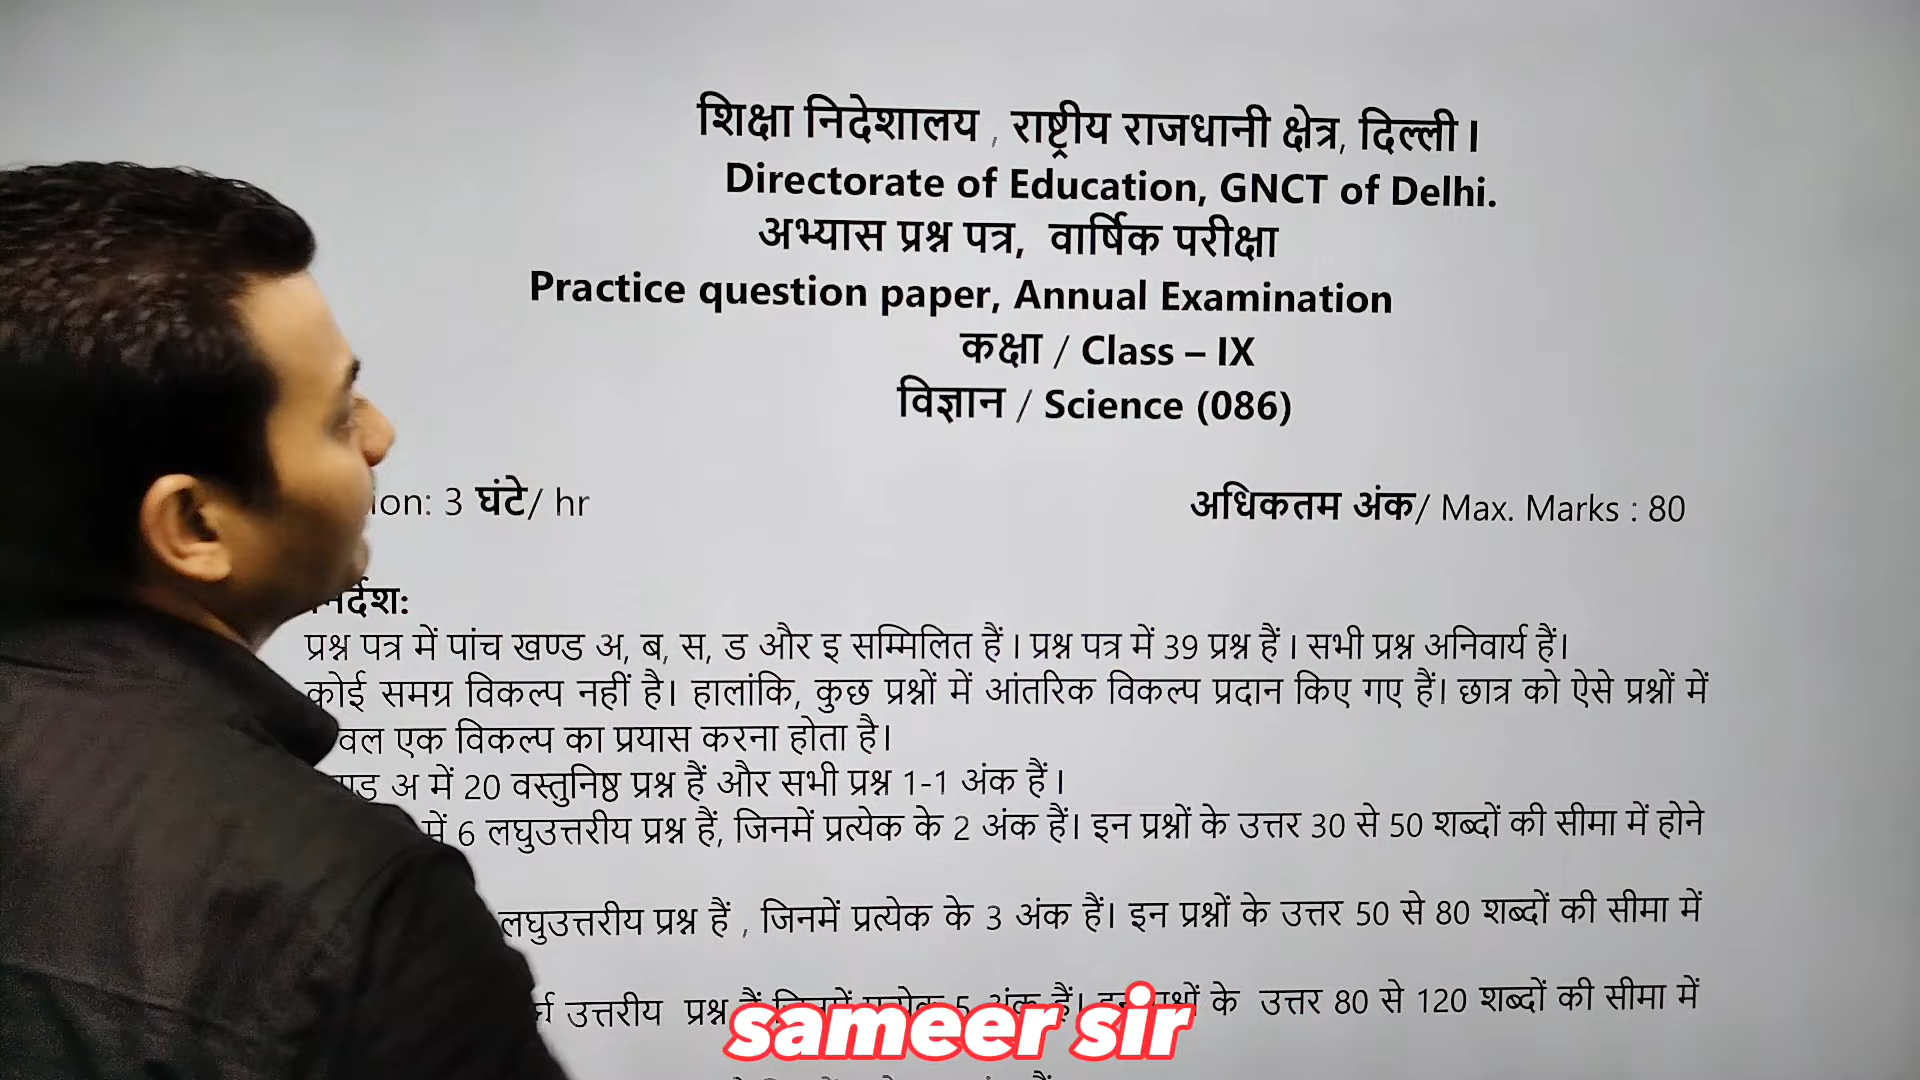 शिक्षा निदेशालय , राष्ट्रीय राजधानी क्षेत्र, दिल्ली I
Directorate of Education, GNCT of Delhi.
अभ्यास प्रश्न पत्र, वार्षिक परीक्षा
Practice question paper, Annual Examination
कक्षा / Class – IX
विज्ञान / Science (086)
ion: 3 घंटे/ hr अधिकतम अंक/ Max. Marks : 80
र्देश:
प्रश्न पत्र में पांच खण्ड अ, ब, स, ड और इ सम्मिलित हैं । प्रश्न पत्र में 39 प्रश्न हैं । सभी प्रश्न अनिवार्य हैं।
कोई समग्र विकल्प नहीं है। हालांकि, कुछ प्रश्नों में आंतरिक विकल्प प्रदान किए गए हैं। छात्र को ऐसे प्रश्नों में
वल एक विकल्प का प्रयास करना होता है।
ड अ में 20 वस्तुनिष्ठ प्रश्न हैं और सभी प्रश्न 1-1 अंक हैं ।
में 6 लघुउत्तरीय प्रश्न हैं, जिनमें प्रत्येक के 2 अंक हैं। इन प्रश्नों के उत्तर 30 से 50 शब्दों की सीमा में होने
लघुउत्तरीय प्रश्न हैं , जिनमें प्रत्येक के 3 अंक हैं। इन प्रश्नों के उत्तर 50 से 80 शब्दों की सीमा में
उत्तरीय प्रश्न हैं जिनमें प्रत्येक 5 अंक हैं। इन प्रश्नों के उत्तर 80 से 120 शब्दों की सीमा में
sameer sir